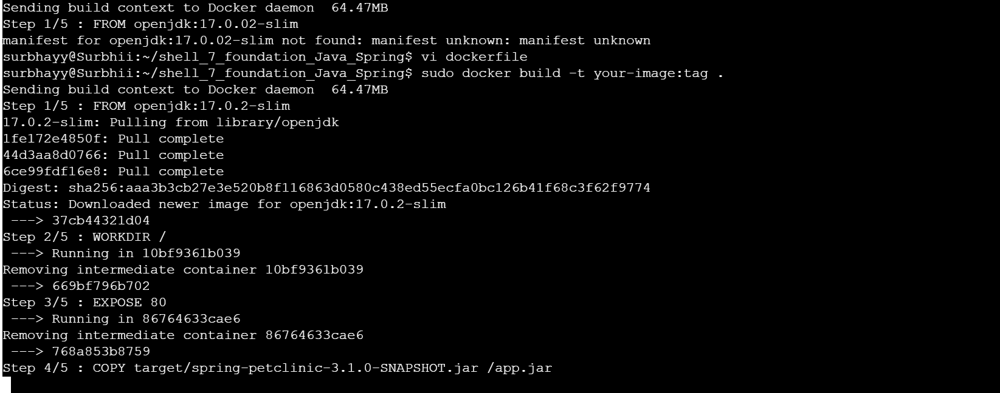 Sending build context to Docker daemon  64.47MB
Step 1/5 : FROM openjdk:17.0.02-slim
manifest for openjdk:17.0.02-slim not found: manifest unknown: manifest unknown
surbhayy@Surbhii:~/shell_7_foundation_Java_Spring$ vi dockerfile
surbhayy@Surbhii:~/shell_7_foundation_Java_Spring$ sudo docker build -t your-image:tag .
Sending build context to Docker daemon  64.47MB
Step 1/5 : FROM openjdk:17.0.2-slim
17.0.2-slim: Pulling from library/openjdk
1fe172e4850f: Pull complete
44d3aa8d0766: Pull complete
6ce99fdf16e8: Pull complete
Digest: sha256:aaa3b3cb27e3e520b8f116863d0580c438ed55ecfa0bc126b41f68c3f62f9774
Status: Downloaded newer image for openjdk:17.0.2-slim
 ---> 37cb44321d04
Step 2/5 : WORKDIR /
 ---> Running in 10bf9361b039
Removing intermediate container 10bf9361b039
 ---> 669bf796b702
Step 3/5 : EXPOSE 80
 ---> Running in 86764633cae6
Removing intermediate container 86764633cae6
 ---> 768a853b8759
Step 4/5 : COPY target/spring-petclinic-3.1.0-SNAPSHOT.jar /app.jar